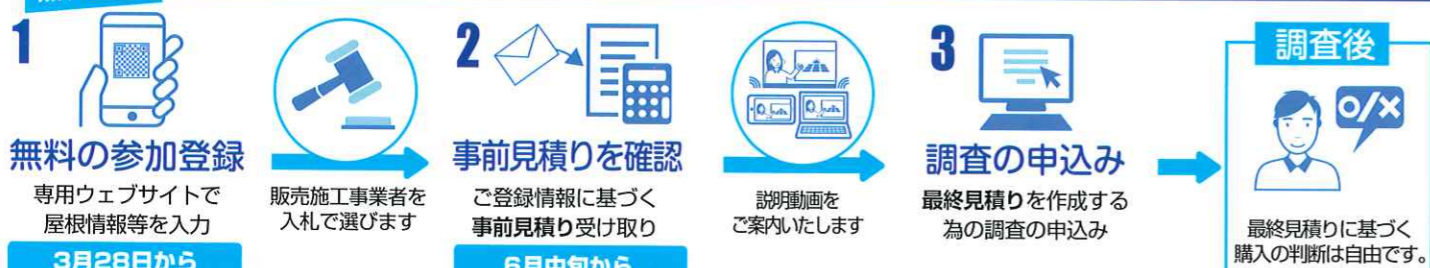 1
無料の参加登録
専用ウェブサイトで
屋根情報等を入力
3月28日から
販売施工事業者を
入札で選びます
2
事前見積りを確認
ご登録情報に基づく
事前見積り受け取り
6月中旬から
説明動画を
ご案内いたします
3
調査の申込み
最終見積りを作成する
為の調査の申込み
調査後
O/X
最終見積りに基づく
購入の判断は自由です。